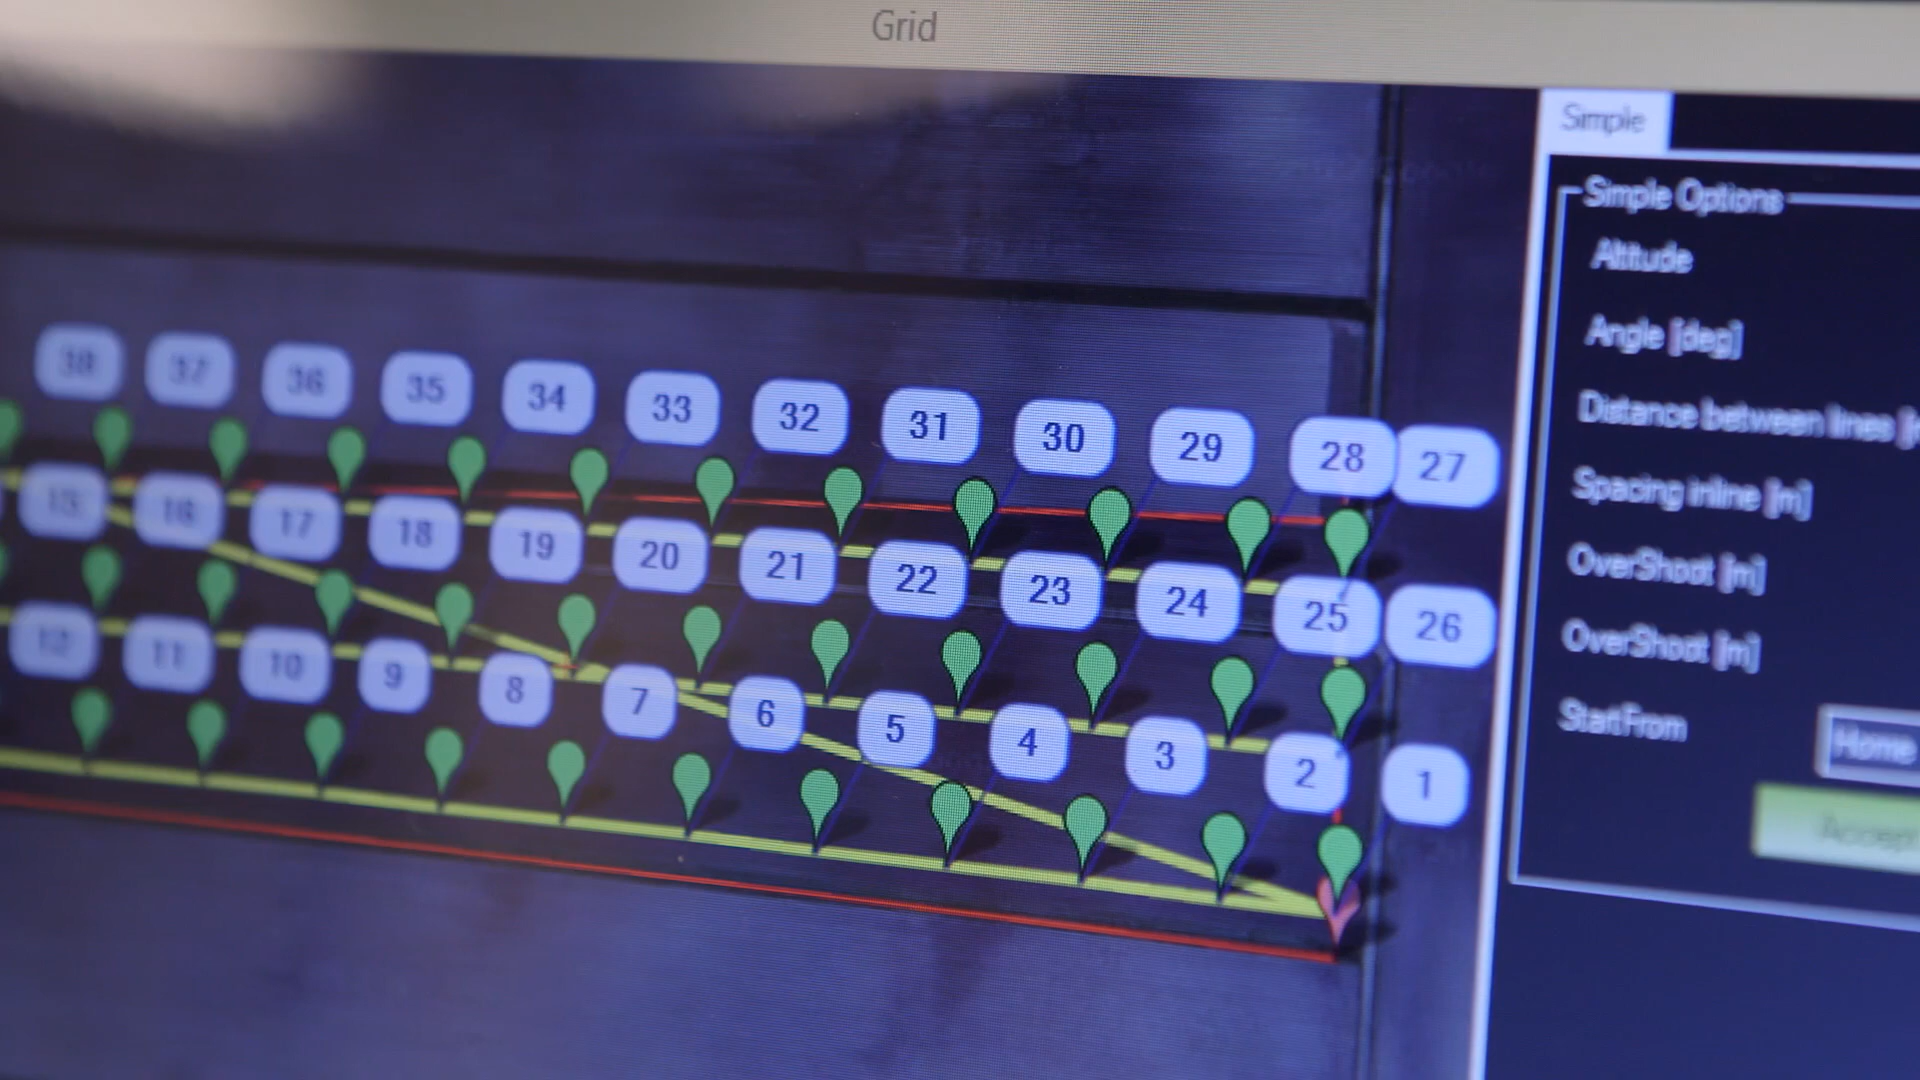 Grid
Simple
Simple Options
Altitude
Angle [deg]
Distance between lines
Spacing inline [m]
OverShoot [m]
OverShoot [m]
StartFrom
Home
Accept
38 37 36 35 34 33 32 31 30 29 28 27
15 16 17 18 19 20 21 22 23 24 25 26
12 11 10 9 8 7 6 5 4 3 2 1